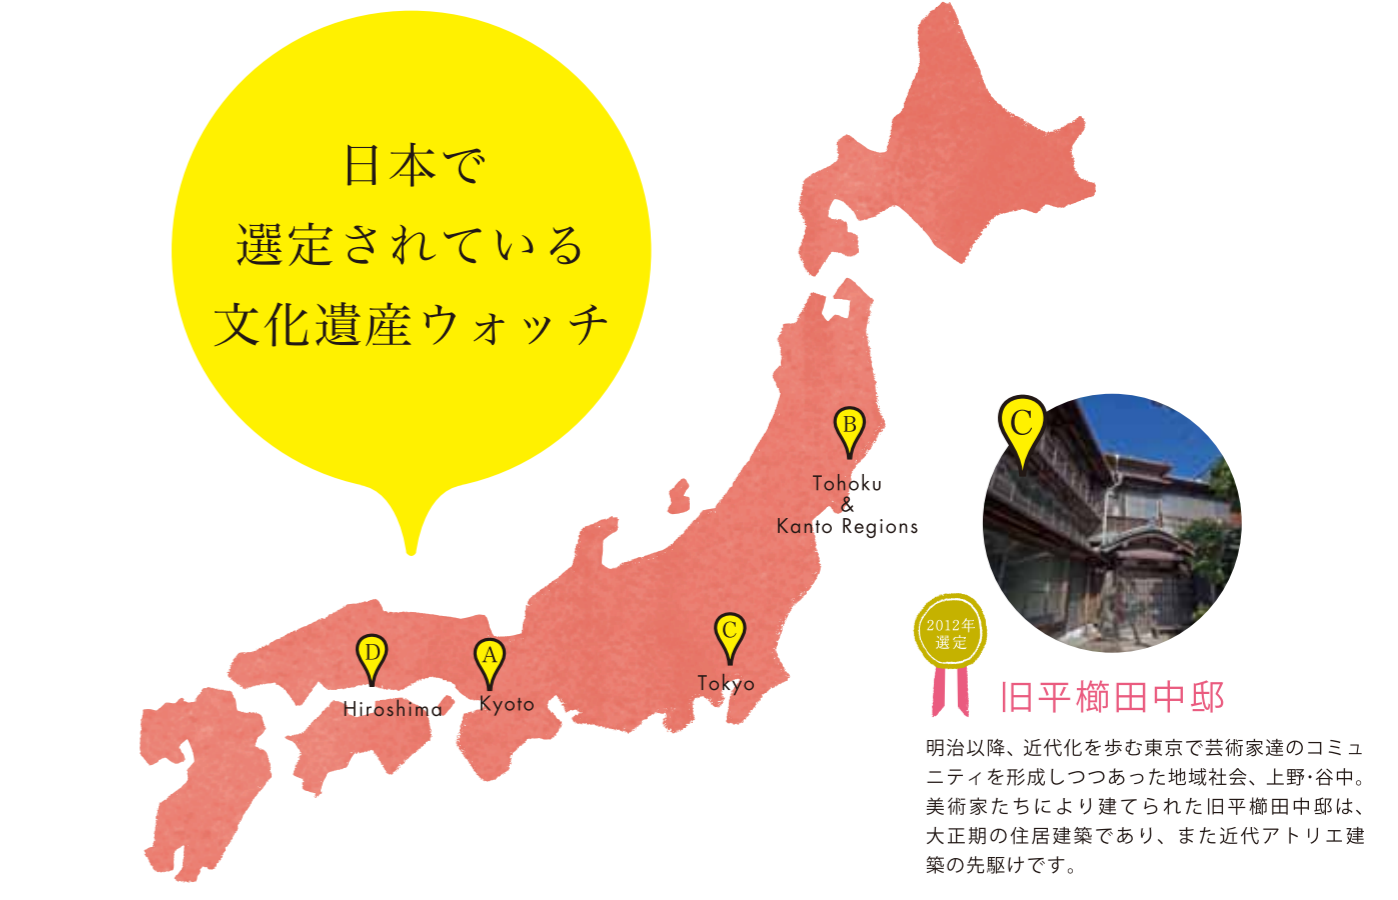 日本で
選定されている
文化遺産ウォッチ
B
Tohoku
&
Kanto Regions
C
Tokyo
D
Hiroshima
A
Kyoto
C
2012年
選定
旧平櫛田中邸
明治以降、近代化を歩む東京で芸術家達のコミュ
ニティを形成しつつあった地域社会、上野・谷中。
美術家たちにより建てられた旧平櫛田中邸は、
大正期の住居建築であり、また近代アトリエ建
築の先駆けです。